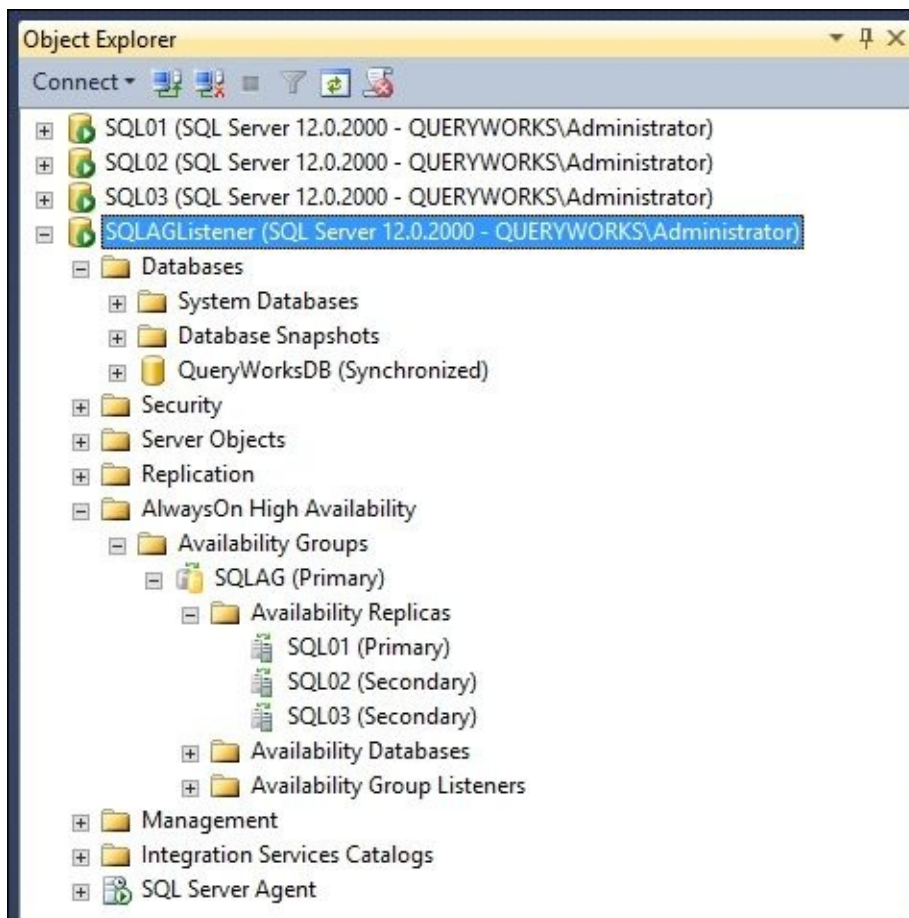 Object Explorer
Connect
SQL01 (SQL Server 12.0.2000 - QUERYWORKS\Administrator)
SQL02 (SQL Server 12.0.2000 - QUERYWORKS\Administrator)
SQL03 (SQL Server 12.0.2000 - QUERYWORKS\Administrator)
SQLAGListener (SQL Server 12.0.2000 - QUERYWORKS\Administrator)
Databases
System Databases
Database Snapshots
QueryWorksDB (Synchronized)
Security
Server Objects
Replication
AlwaysOn High Availability
Availability Groups
SQLAG (Primary)
Availability Replicas
SQL01 (Primary)
SQL02 (Secondary)
SQL03 (Secondary)
Availability Databases
Availability Group Listeners
Management
Integration Services Catalogs
SQL Server Agent